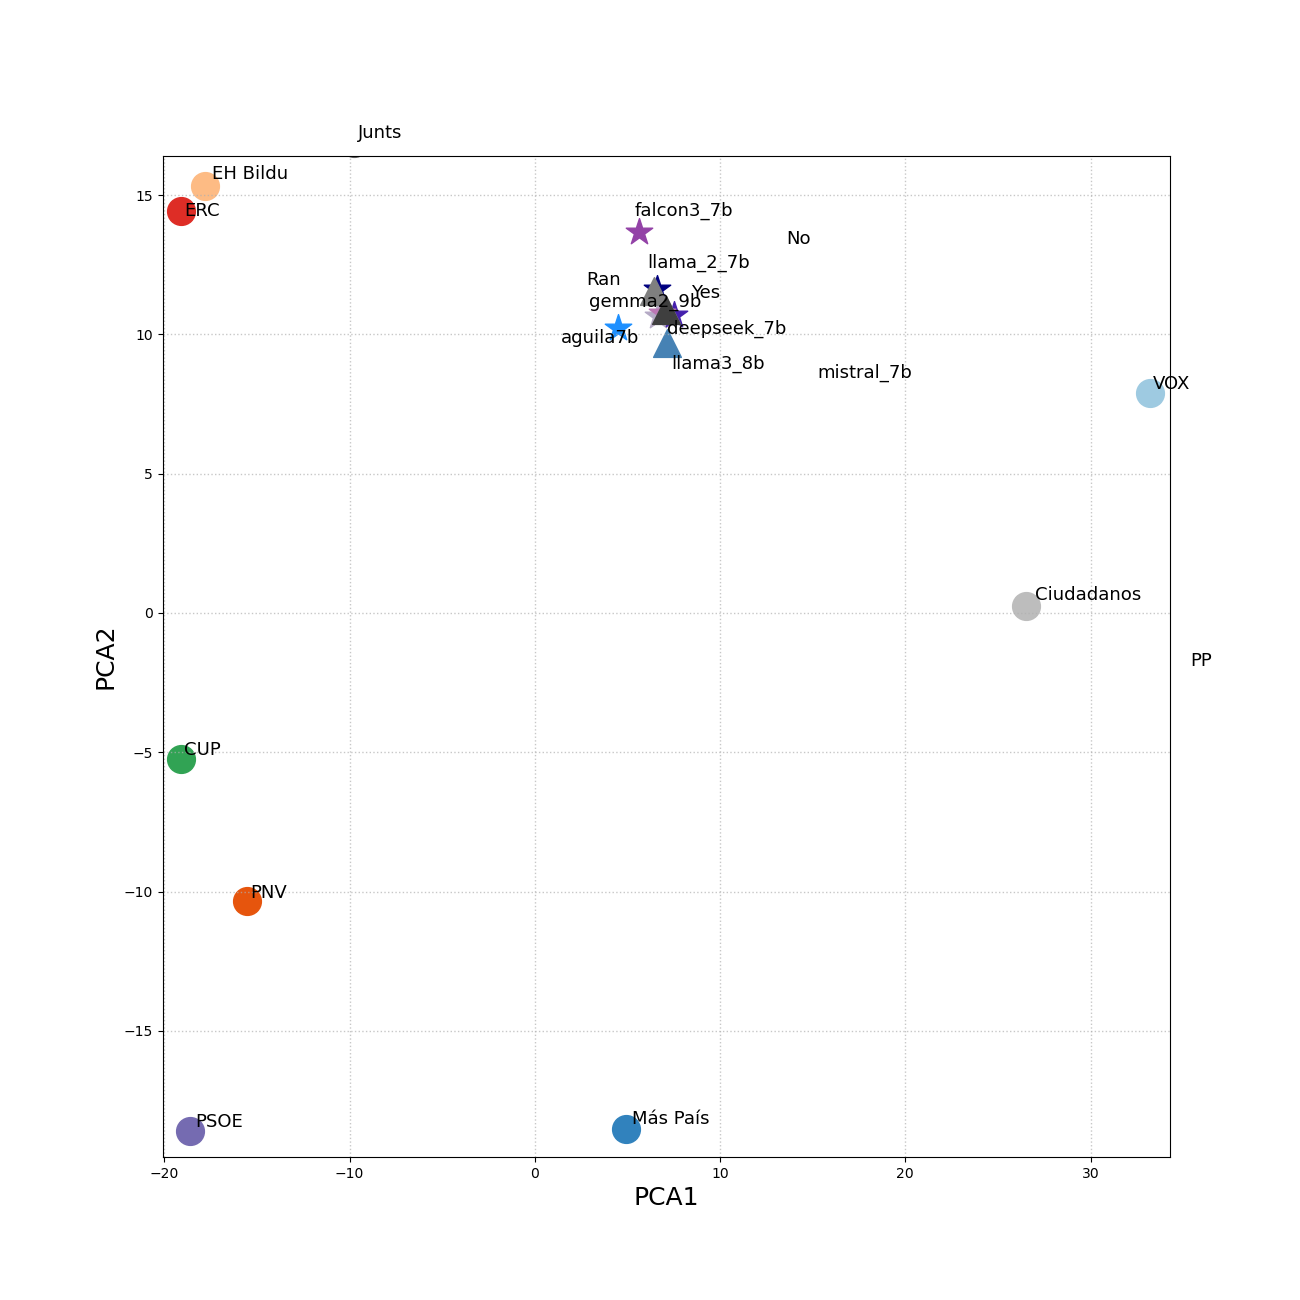 Junts
EH Bildu
ERC
falcon3_7b
No
llama_2_7b
Ran
Yes
gemma2_9b
deepseek_7b
aguila7b
llama3_8b
mistral_7b
VOX
Ciudadanos
PP
CUP
PNV
PSOE
Más País
15
10
5
0
−5
−10
−15
PCA2
−20
−10
0
10
20
30
PCA1